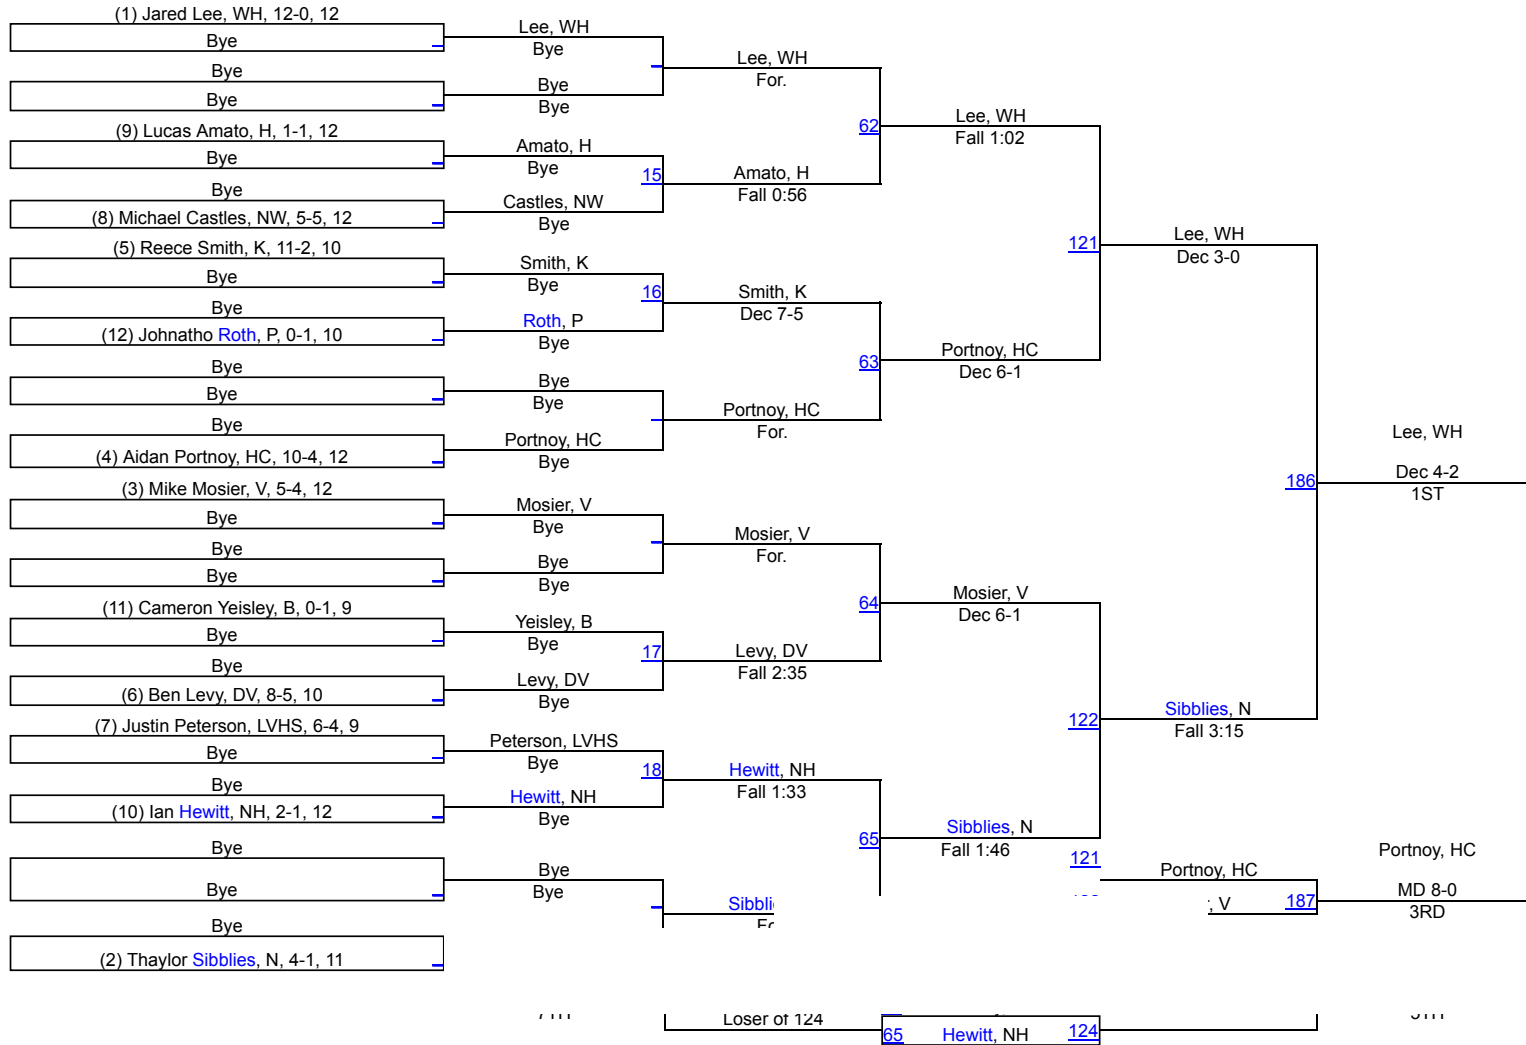 (1) Jared Lee, WH, 12-0, 12
Bye
Bye
Bye
(9) Lucas Amato, H, 1-1, 12
Bye
Bye
(8) Michael Castles, NW, 5-5, 12
(5) Reece Smith, K, 11-2, 10
Bye
Bye
(12) Johnatho Roth, P, 0-1, 10
Bye
Bye
Bye
(4) Aidan Portnoy, HC, 10-4, 12
(3) Mike Mosier, V, 5-4, 12
Bye
Bye
Bye
(11) Cameron Yeisley, B, 0-1, 9
Bye
Bye
(6) Ben Levy, DV, 8-5, 10
(7) Justin Peterson, LVHS, 6-4, 9
Bye
Bye
(10) Ian Hewitt, NH, 2-1, 12
Bye
Bye
Bye
(2) Thaylor Sibblies, N, 4-1, 11
Lee, WH
Bye
Bye
Bye
Amato, H
Bye
15
Castles, NW
Bye
Smith, K
Bye
16
Roth, P
Bye
Bye
Bye
Portnoy, HC
Bye
Mosier, V
Bye
Bye
Bye
Yeisley, B
Bye
17
Levy, DV
Bye
Peterson, LVHS
Bye
18
Hewitt, NH
Bye
Bye
Bye
Lee, WH
For.
62
Amato, H
Fall 0:56
Smith, K
Dec 7-5
63
Portnoy, HC
For.
Mosier, V
For.
64
Levy, DV
Fall 2:35
Hewitt, NH
Fall 1:33
65
Lee, WH
Fall 1:02
121
Portnoy, HC
Dec 6-1
Mosier, V
Dec 6-1
122
Sibblies, N
Fall 1:46
Lee, WH
Dec 3-0
186
Sibblies, N
Fall 3:15
Lee, WH
Dec 4-2
1ST
121
Portnoy, HC
, V
187
Portnoy, HC
MD 8-0
3RD
Loser of 124
65 Hewitt, NH 124